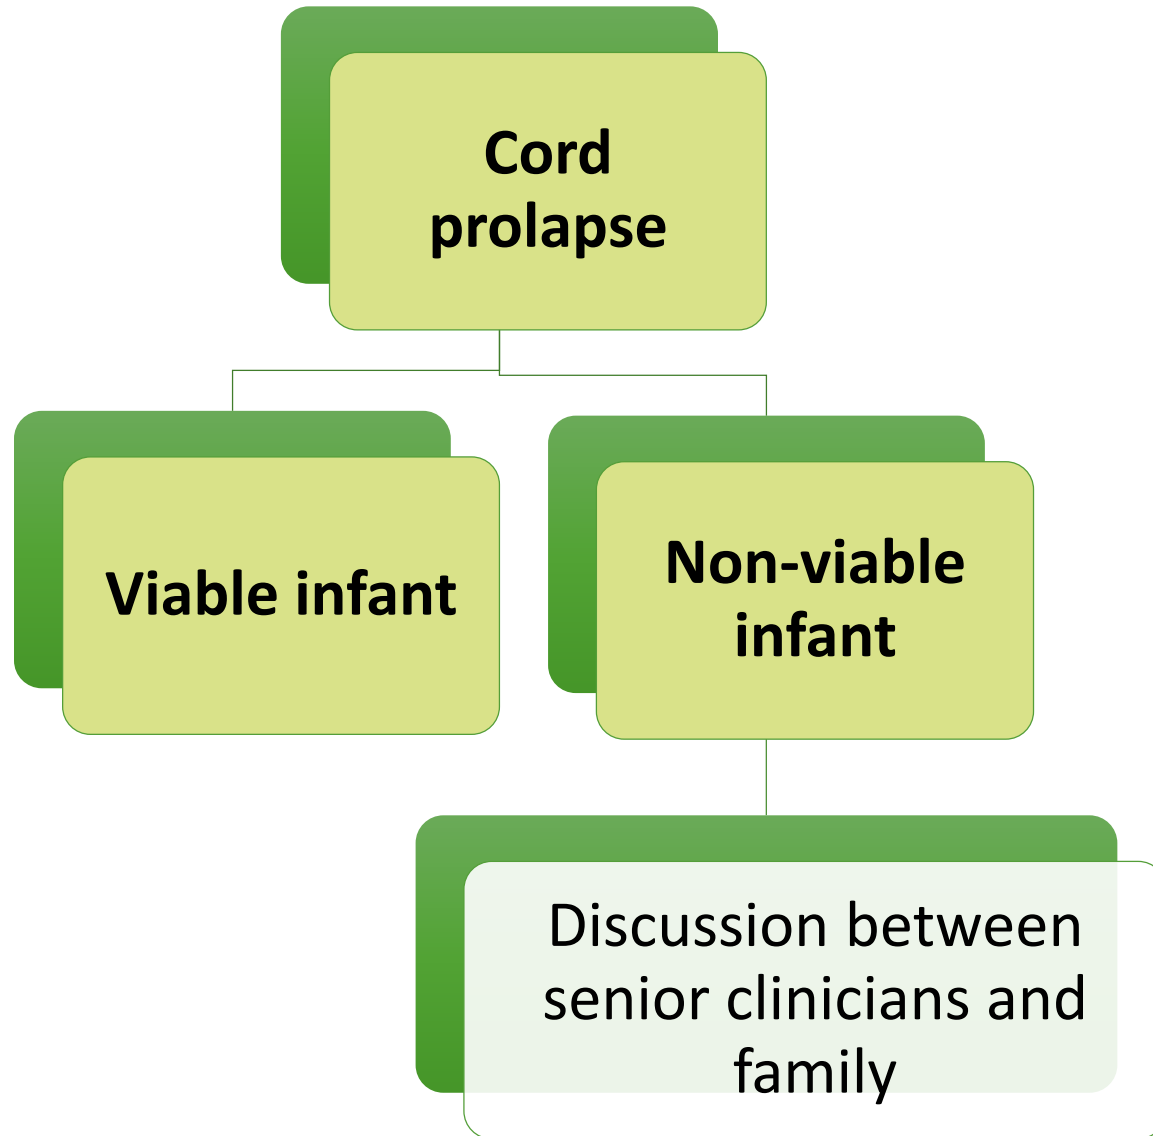 Cord
prolapse
Viable infant
Non-viable
infant
Discussion between
senior clinicians and
family